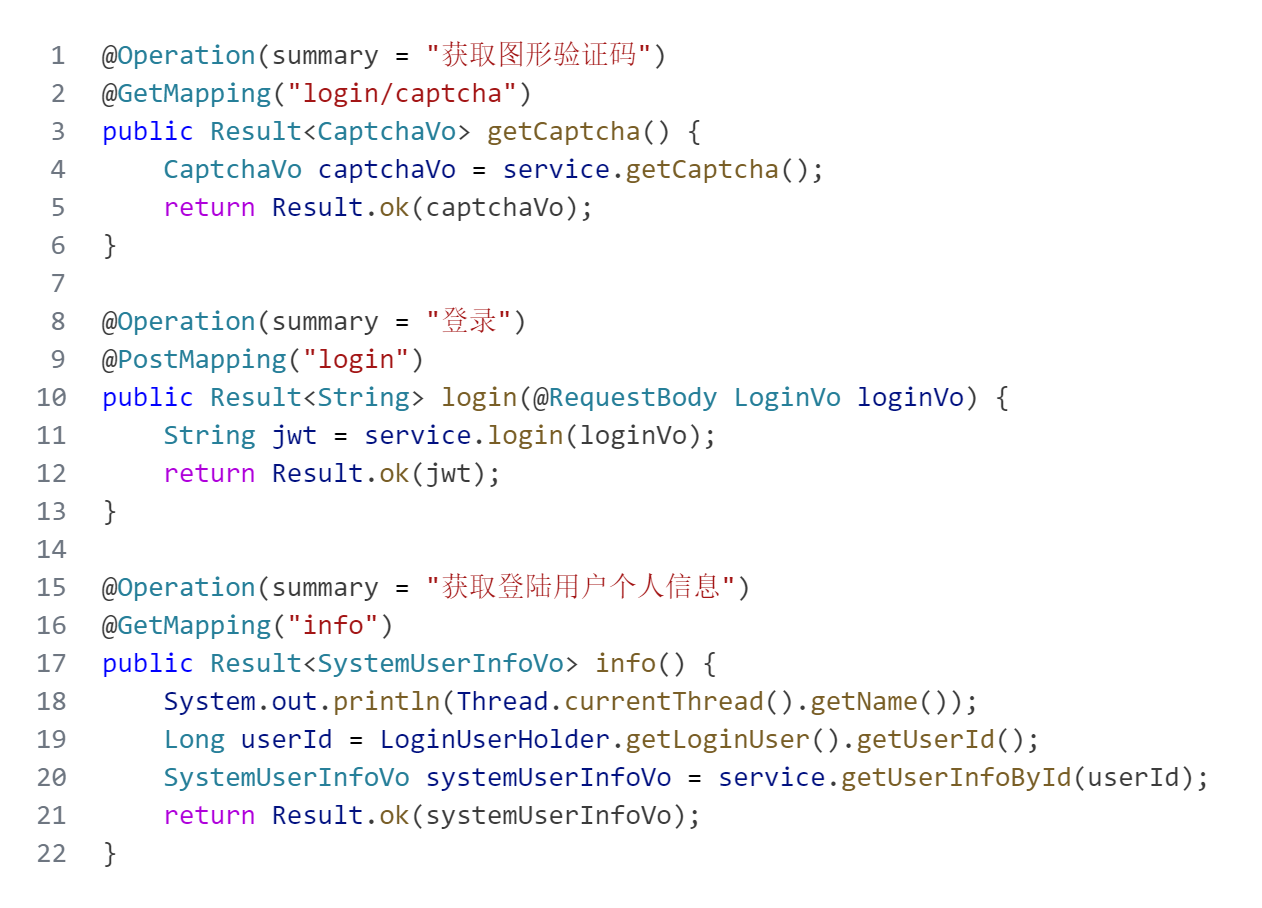 1 @Operation(summary = "获取图形验证码")
2 @GetMapping("login/captcha")
3 public Result<CaptchaVo> getCaptcha() {
4     CaptchaVo captchaVo = service.getCaptcha();
5     return Result.ok(captchaVo);
6 }
7
8 @Operation(summary = "登录")
9 @PostMapping("login")
10 public Result<String> login(@RequestBody LoginVo loginVo) {
11     String jwt = service.login(loginVo);
12     return Result.ok(jwt);
13 }
14
15 @Operation(summary = "获取登陆用户个人信息")
16 @GetMapping("info")
17 public Result<SystemUserInfoVo> info() {
18     System.out.println(Thread.currentThread().getName());
19     Long userId = LoginUserHolder.getLoginUser().getUserId();
20     SystemUserInfoVo systemUserInfoVo = service.getUserInfoById(userId);
21     return Result.ok(systemUserInfoVo);
22 }